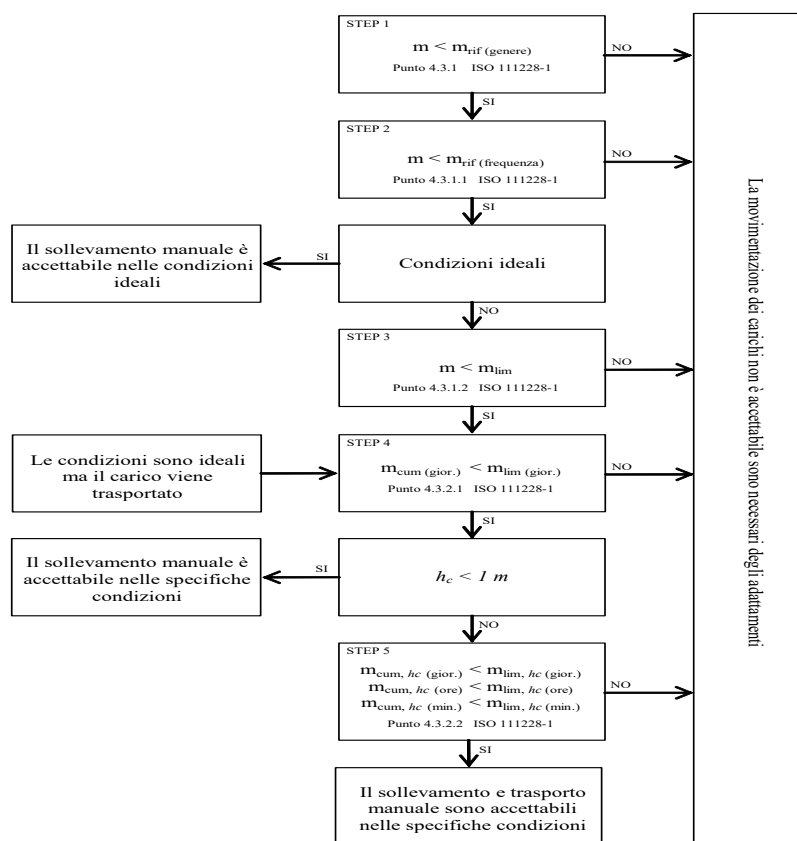 STEP 1
m < mrif (genere)
Punto 4.3.1 ISO 111228-1
NO
SI
STEP 2
m < mrif (frequenza)
Punto 4.3.1.1 ISO 111228-1
NO
SI
Il sollevamento manuale è
accettabile nelle condizioni
ideali
SI
Condizioni ideali
NO
STEP 3
m < mlim
Punto 4.3.1.2 ISO 111228-1
NO
SI
Le condizioni sono ideali
ma il carico viene
trasportato
STEP 4
mcum (gior.) < mlim (gior.)
Punto 4.3.2.1 ISO 111228-1
NO
SI
Il sollevamento manuale è
accettabile nelle specifiche
condizioni
SI
hc < 1 m
NO
STEP 5
mcum, hc (gior.) < mlim, hc (gior.)
mcum, hc (ore) < mlim, hc (ore)
mcum, hc (min.) < mlim, hc (min.)
Punto 4.3.2.2 ISO 111228-1
NO
SI
Il sollevamento e trasporto
manuale sono accettabili
nelle specifiche condizioni
La movimentazione dei carichi non è accettabile sono necessari degli adattamenti